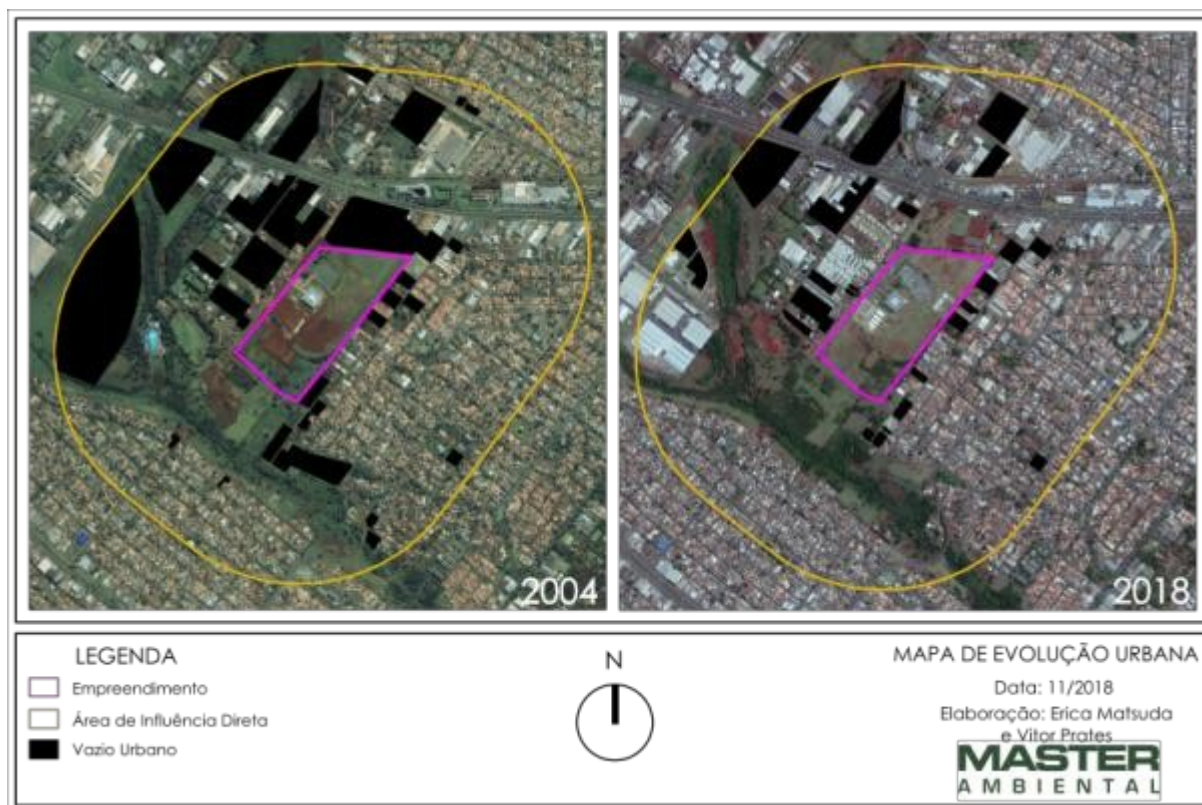 2004
2018
LEGENDA
Empreendimento
Área de Influência Direta
Vazio Urbano
N
MAPA DE EVOLUÇÃO URBANA
Data: 11/2018
Elaboração: Erica Matsuda
e Vitor Prates
MASTER
AMBIENTAL